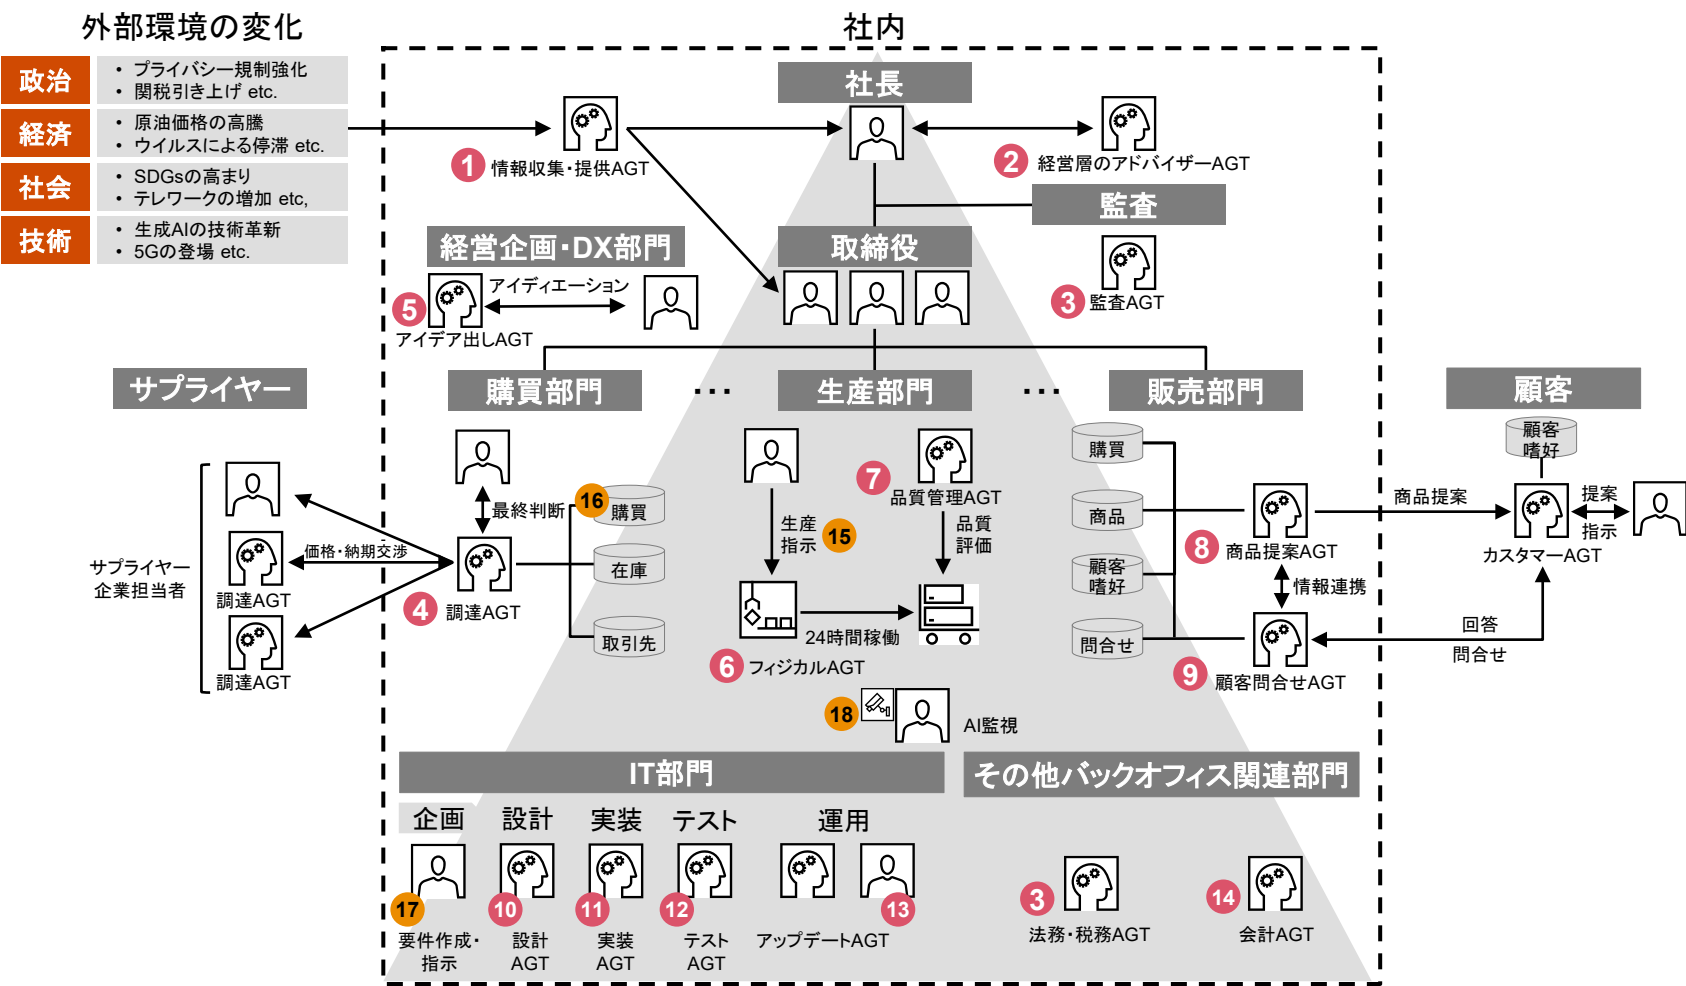 外部環境の変化
政治
• プライバシー規制強化
• 関税引き上げ etc.
経済
• 原油価格の高騰
• ウイルスによる停滞 etc.
社会
• SDGsの高まり
• テレワークの増加 etc,
技術
• 生成AIの技術革新
• 5Gの登場 etc.
社内
社長
1 情報収集・提供AGT
2 経営層のアドバイザーAGT
監査
3 監査AGT
経営企画・DX部門
アイディエーション
5
アイデア出しAGT
取締役
サプライヤー
購買部門
…
生産部門
…
販売部門
顧客
サプライヤー
企業担当者
調達AGT
調達AGT
価格・納期交渉
最終判断
4 調達AGT
16
購買
在庫
取引先
生産
指示
15
7
品質管理AGT
品質
評価
24時間稼働
6 フィジカルAGT
18
AI監視
購買
商品
顧客
嗜好
問合せ
8
商品提案AGT
情報連携
9
顧客問合せAGT
商品提案
顧客
嗜好
提案
指示
カスタマーAGT
回答
問合せ
IT部門
企画
設計
実装
テスト
運用
17
要件作成・
指示
10
設計
AGT
11
実装
AGT
12
テスト
AGT
13
アップデートAGT
その他バックオフィス関連部門
3
法務・税務AGT
14
会計AGT